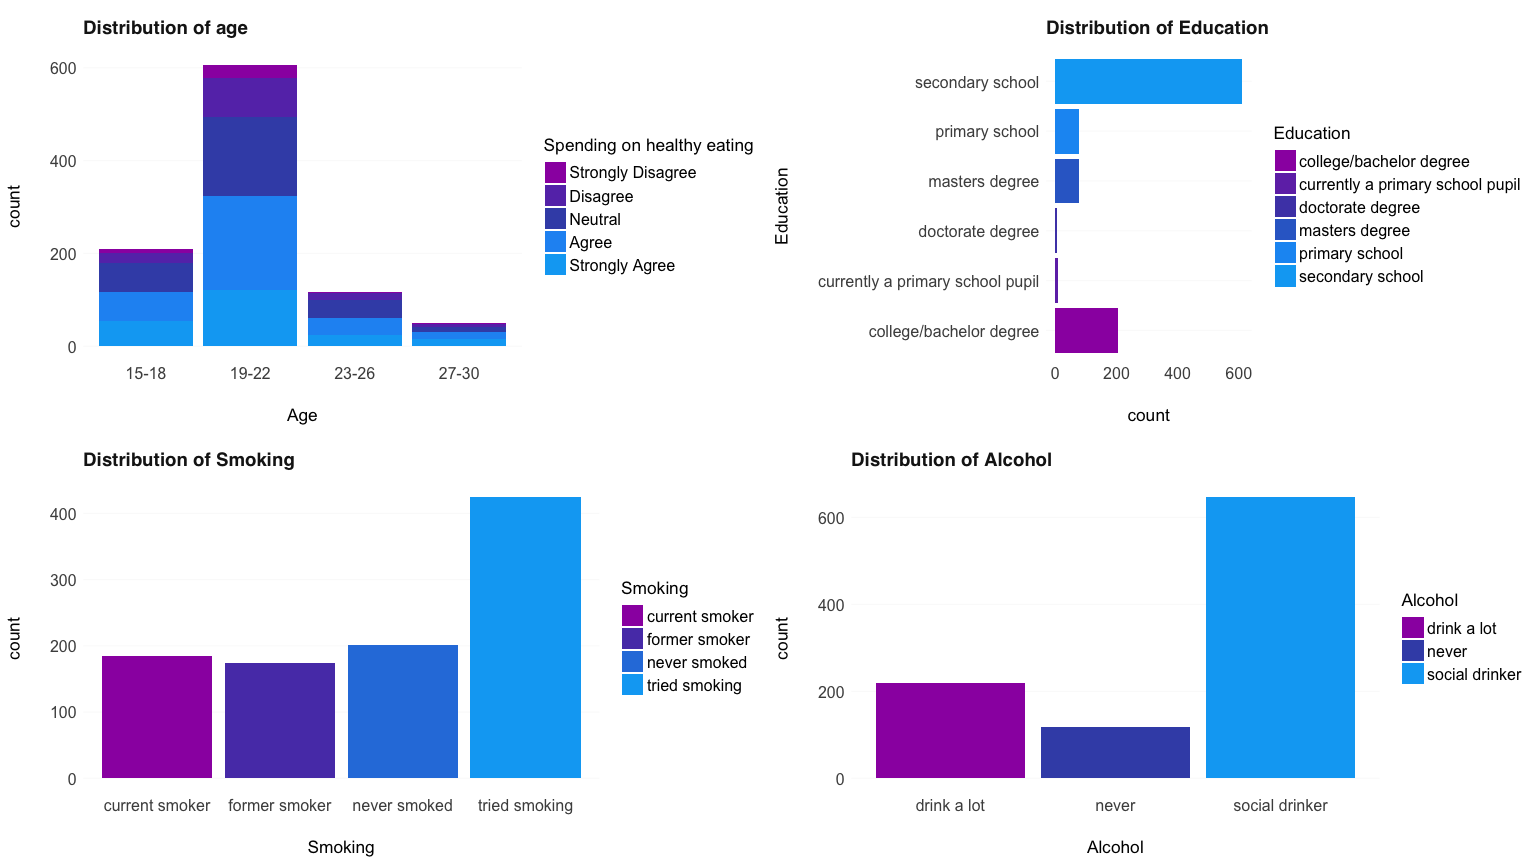 Distribution of age
count
600
400
200
0
15-18 19-22 23-26 27-30
Age
Spending on healthy eating
Strongly Disagree
Disagree
Neutral
Agree
Strongly Agree
Distribution of Education
Education
secondary school
primary school
masters degree
doctorate degree
currently a primary school pupil
college/bachelor degree
0 200 400 600
count
Education
college/bachelor degree
currently a primary school pupil
doctorate degree
masters degree
primary school
secondary school
Distribution of Smoking
count
400
300
200
100
0
current smoker former smoker never smoked tried smoking
Smoking
Smoking
current smoker
former smoker
never smoked
tried smoking
Distribution of Alcohol
count
600
400
200
0
drink a lot never social drinker
Alcohol
Alcohol
drink a lot
never
social drinker